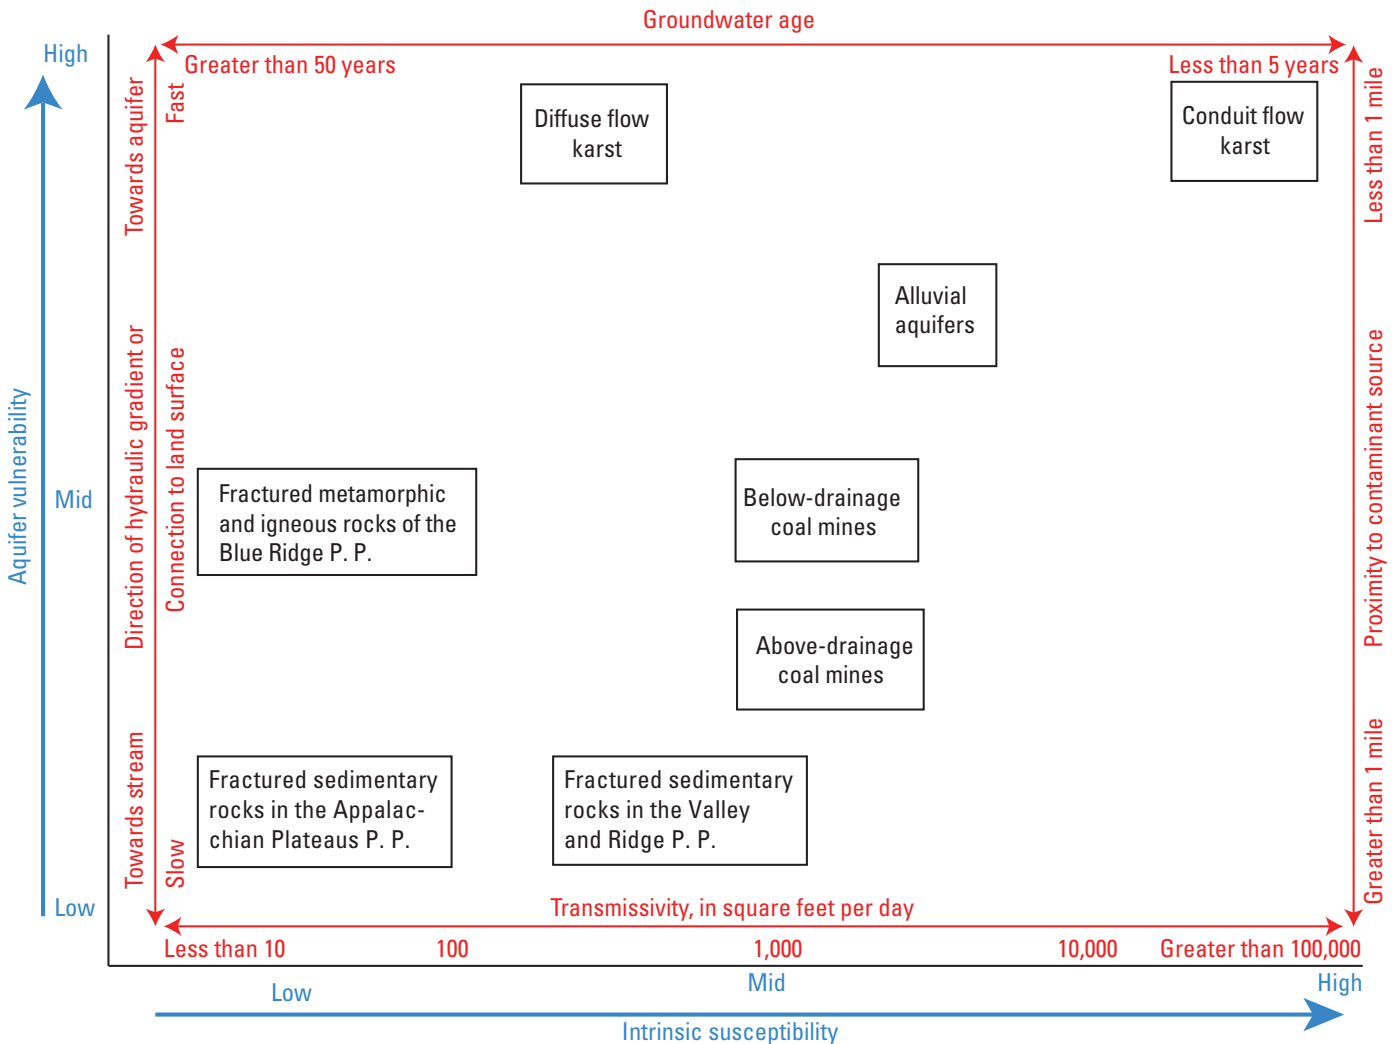 Groundwater age
High
Greater than 50 years
Less than 5 years
Towards aquifer
Fast
Less than 1 mile
Diffuse flow
karst
Conduit flow
karst
Alluvial
aquifers
Aquifer vulnerability
Mid
Direction of hydraulic gradient or
Connection to land surface
Proximity to contaminant source
Fractured metamorphic
and igneous rocks of the
Blue Ridge P. P.
Below-drainage
coal mines
Above-drainage
coal mines
Towards stream
Slow
Greater than 1 mile
Fractured sedimentary
rocks in the Appalac-
chian Plateaus P. P.
Fractured sedimentary
rocks in the Valley
and Ridge P. P.
Low
Transmissivity, in square feet per day
Less than 10
100
1,000
10,000
Greater than 100,000
Low
Mid
High
Intrinsic susceptibility